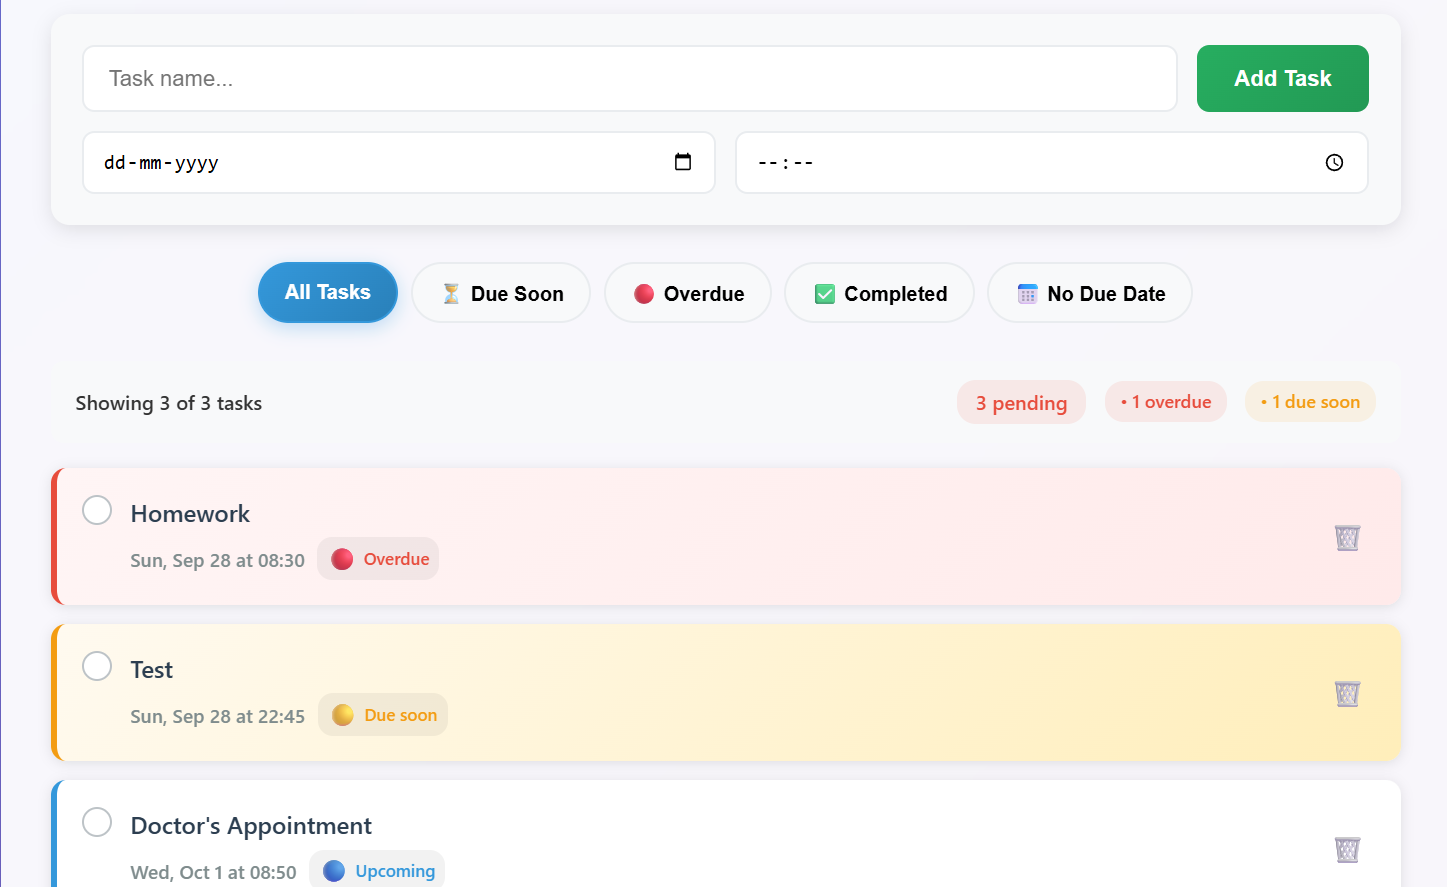 Task name...
Add Task
dd-mm-yyyy
--:--
All Tasks
Due Soon
Overdue
Completed
No Due Date
Showing 3 of 3 tasks
3 pending
• 1 overdue
• 1 due soon
Homework
Sun, Sep 28 at 08:30
Overdue
Test
Sun, Sep 28 at 22:45
Due soon
Doctor's Appointment
Wed, Oct 1 at 08:50
Upcoming